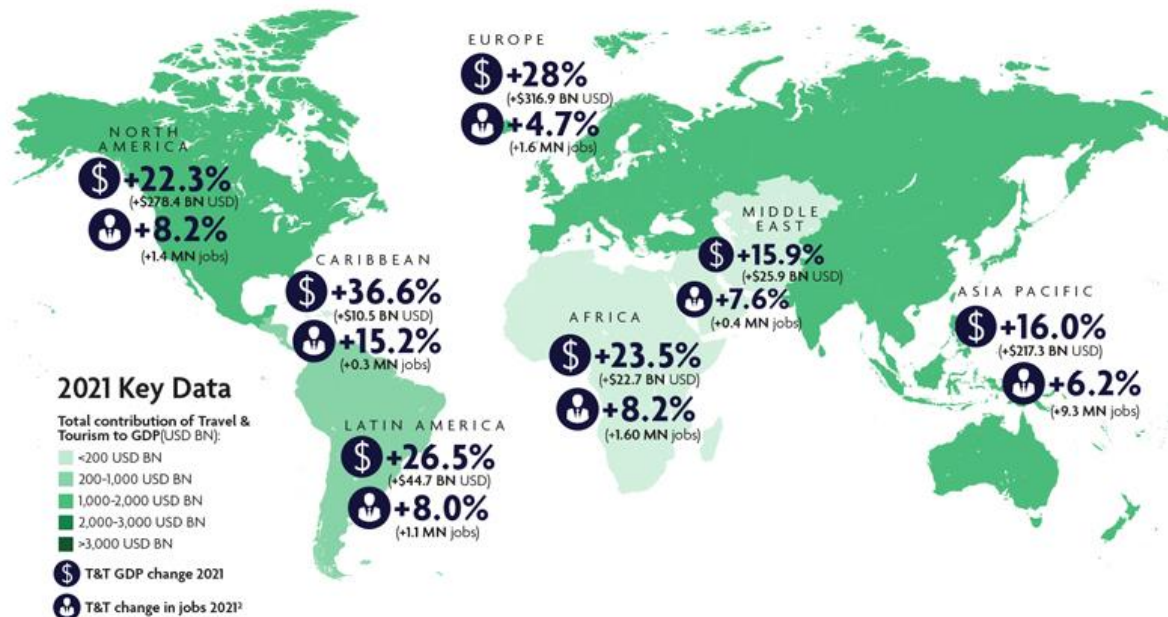 EUROPE
$ +28%
(+$316.9 BN USD)
+4.7%
(+1.6 MN jobs)
NORTH
AMERICA
$ +22.3%
(+$278.4 BN USD)
+8.2%
(+1.4 MN jobs)
CARIBBEAN
$ +36.6%
(+$10.5 BN USD)
+15.2%
(+0.3 MN jobs)
MIDDLE
EAST
$ +15.9%
(+$25.9 BN USD)
+7.6%
(+0.4 MN jobs)
AFRICA
$ +23.5%
(+$22.7 BN USD)
+8.2%
(+1.60 MN jobs)
ASIA PACIFIC
$ +16.0%
(+$217.3 BN USD)
+6.2%
(+9.3 MN jobs)
LATIN AMERICA
$ +26.5%
(+$44.7 BN USD)
+8.0%
(+1.1 MN jobs)
2021 Key Data
Total contribution of Travel &
Tourism to GDP(USD BN):
<200 USD BN
200-1,000 USD BN
1,000-2,000 USD BN
2,000-3,000 USD BN
>3,000 USD BN
$ T&T GDP change 2021
T&T change in jobs 2021²